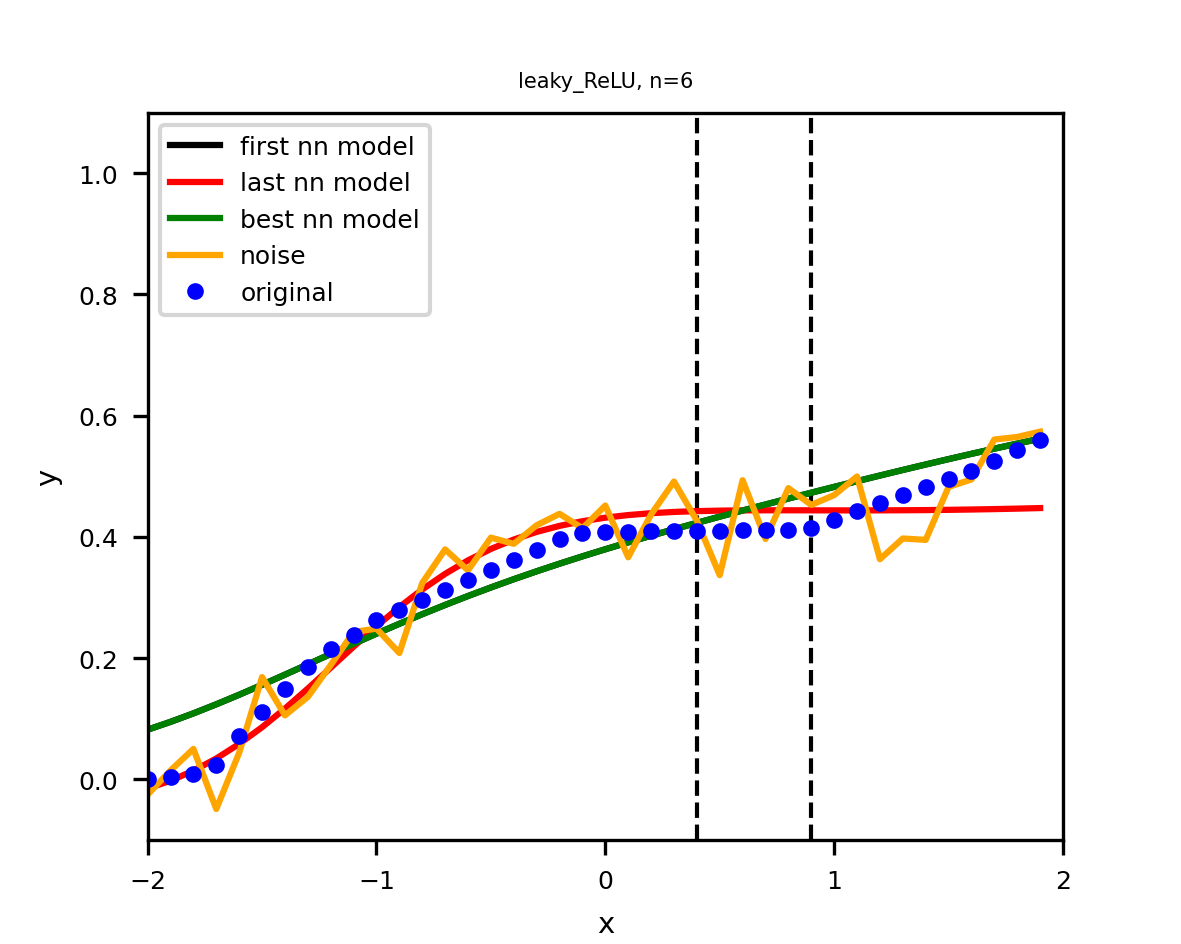 leaky_ReLU, n=6
first nn model
last nn model
best nn model
noise
original
y
1.0
0.8
0.6
0.4
0.2
0.0
−2 −1 0 1 2
x